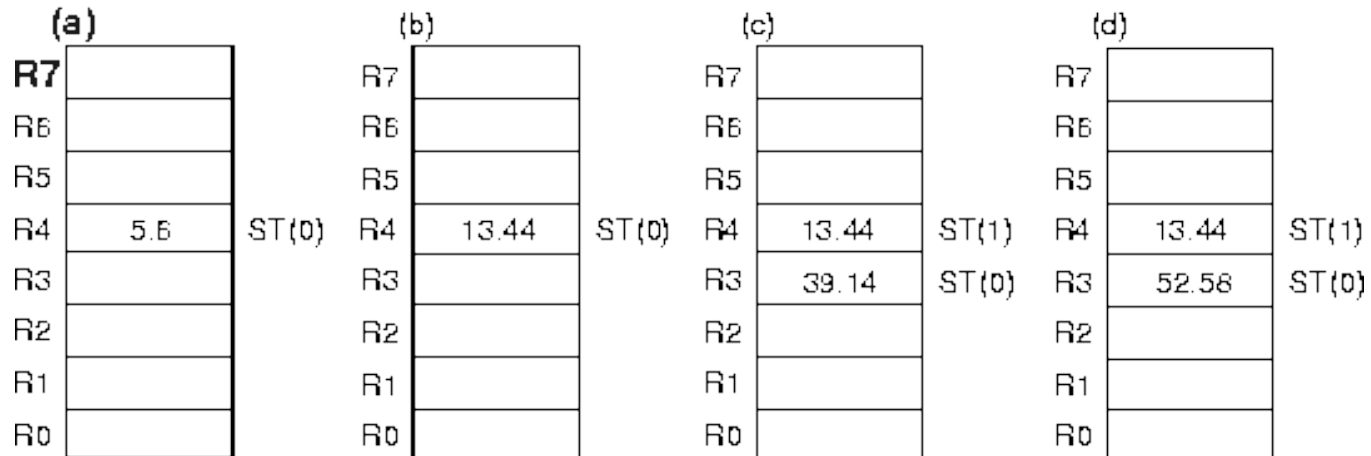 (a) (b) (c) (d)
R7 R7 R7 R7
R6 R6 R6 R6
R5 R5 R5 R5
R4 5.6 ST(0) R4 13.44 ST(0) R4 13.44 ST(1) R4 13.44 ST(1)
R3 R3 R3 39.14 ST(0) R3 52.58 ST(0)
R2 R2 R2 R2
R1 R1 R1 R1
R0 R0 R0 R0